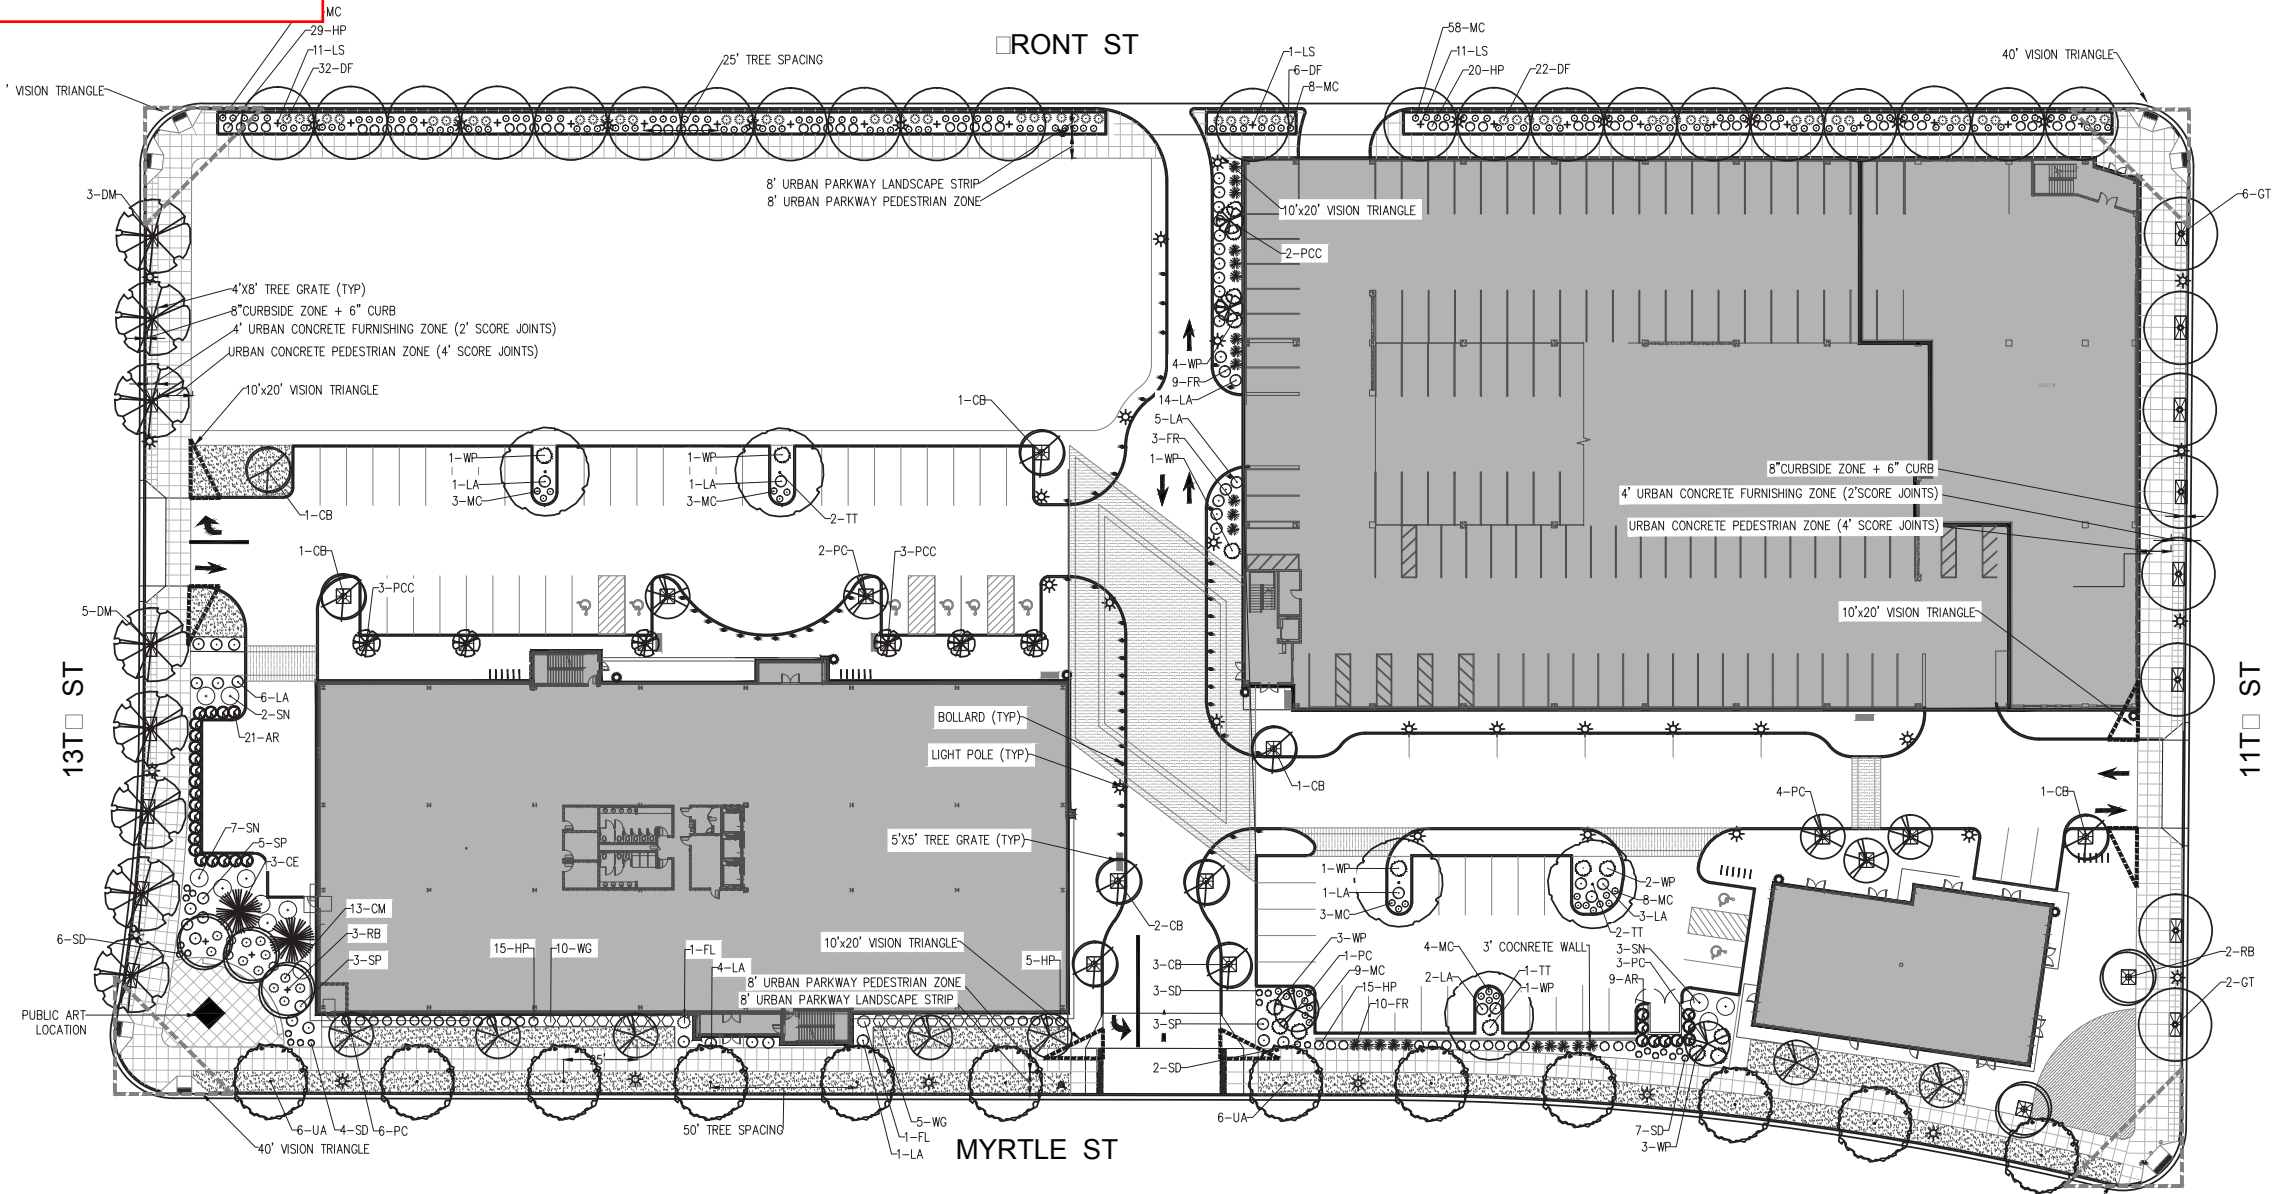 MC
29-HP
11-LS
32-DF
□RONT ST
25' TREE SPACING
1-LS
6-DF
8-MC
58-MC
11-LS
20-HP
22-DF
40' VISION TRIANGLE
' VISION TRIANGLE
3-DM
8' URBAN PARKWAY LANDSCAPE STRIP
8' URBAN PARKWAY PEDESTRIAN ZONE
10'x20' VISION TRIANGLE
2-PCC
6-GT
4'X8' TREE GRATE (TYP)
8"CURBSIDE ZONE + 6" CURB
4' URBAN CONCRETE FURNISHING ZONE (2' SCORE JOINTS)
URBAN CONCRETE PEDESTRIAN ZONE (4' SCORE JOINTS)
10'x20' VISION TRIANGLE
4-WP
9-FR
14-LA
1-CB
5-LA
3-FR
1-WP
1-WP
1-LA
3-MC
1-WP
1-LA
3-MC
2-TT
1-CB
8"CURBSIDE ZONE + 6" CURB
4' URBAN CONCRETE FURNISHING ZONE (2'SCORE JOINTS)
URBAN CONCRETE PEDESTRIAN ZONE (4' SCORE JOINTS)
1-CB
3-PCC
2-PC
3-PCC
10'x20' VISION TRIANGLE
5-DM
13T□ ST
11T□ ST
6-LA
2-SN
21-AR
BOLLARD (TYP)
LIGHT POLE (TYP)
1-CB
4-PC
1-CB
5'X5' TREE GRATE (TYP)
7-SN
5-SP
3-CE
13-CM
3-RB
3-SP
6-SD
15-HP
10-WG
1-FL
4-LA
10'x20' VISION TRIANGLE
5-HP
8' URBAN PARKWAY PEDESTRIAN ZONE
8' URBAN PARKWAY LANDSCAPE STRIP
2-CB
3-CB
3-SD
3-SP
2-SD
1-WP
1-LA
3-MC
2-WP
8-MC
3-LA
2-TT
3-WP
1-PC
9-MC
15-HP
10-FR
4-MC
2-LA
1-TT
1-WP
3' COCNRETE WALL
3-SN
3-PC
9-AR
2-RB
2-GT
PUBLIC ART
LOCATION
35'
6-UA
4-SD
6-PC
40' VISION TRIANGLE
50' TREE SPACING
5-WG
1-FL
1-LA
MYRTLE ST
6-UA
7-SD
3-WP